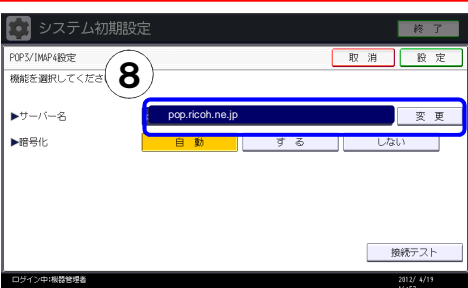 システム初期設定 終 了
POP3/IMAP4設定 取 消 設 定
機能を選択してくださ
8
▶サーバー名 pop.ricoh.ne.jp 変 更
▶暗号化 自 動 す る しない
接続テスト
ログイン中:機器管理者 2012/ 4/19